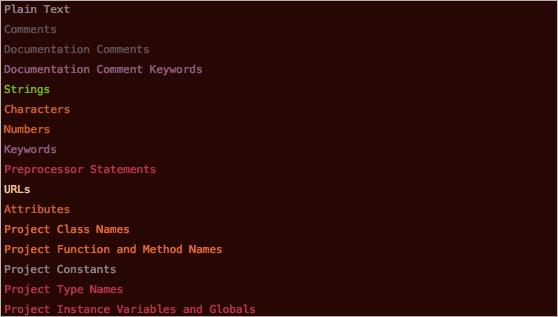 Plain Text
Comments
Documentation Comments
Documentation Comment Keywords
Strings
Characters
Numbers
Keywords
Preprocessor Statements
URLs
Attributes
Project Class Names
Project Function and Method Names
Project Constants
Project Type Names
Project Instance Variables and Globals